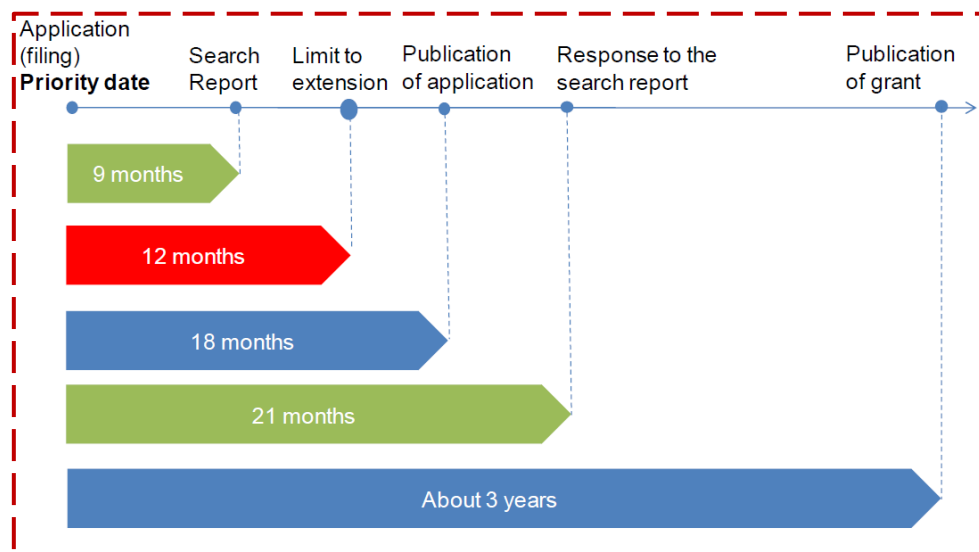 Application
(filing)
Priority date
Search
Report
Limit to
extension
Publication
of application
Response to the
search report
Publication
of grant
9 months
12 months
18 months
21 months
About 3 years